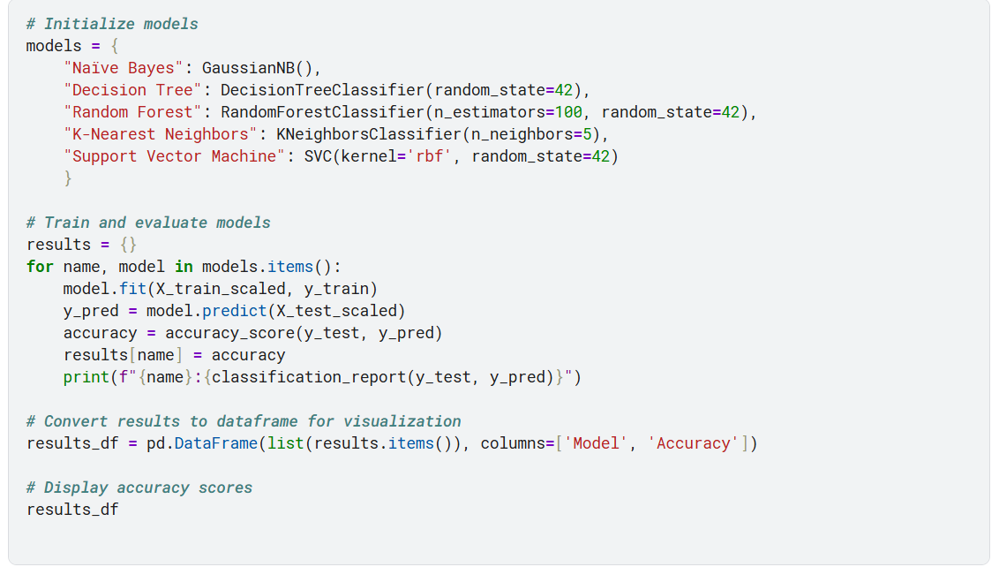 # Initialize models
models = {
    "Naïve Bayes": GaussianNB(),
    "Decision Tree": DecisionTreeClassifier(random_state=42),
    "Random Forest": RandomForestClassifier(n_estimators=100, random_state=42),
    "K-Nearest Neighbors": KNeighborsClassifier(n_neighbors=5),
    "Support Vector Machine": SVC(kernel='rbf', random_state=42)
    }

# Train and evaluate models
results = {}
for name, model in models.items():
    model.fit(X_train_scaled, y_train)
    y_pred = model.predict(X_test_scaled)
    accuracy = accuracy_score(y_test, y_pred)
    results[name] = accuracy
    print(f"{name}:{classification_report(y_test, y_pred)}")

# Convert results to dataframe for visualization
results_df = pd.DataFrame(list(results.items()), columns=['Model', 'Accuracy'])

# Display accuracy scores
results_df